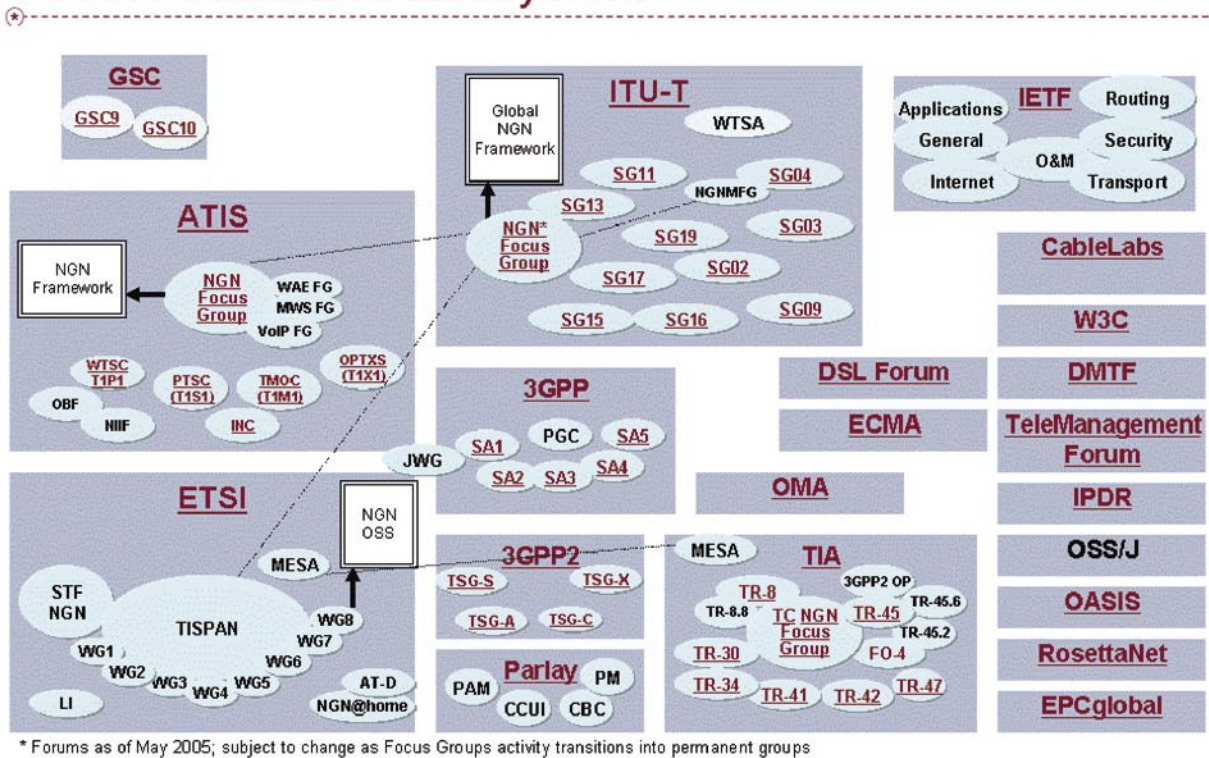 GSC
GSC9
GSC10
ITU-T
Global
NGN
Framework
WTSA
SG11
NGNMFG
SG04
SG13
NGN*
Focus
Group
SG19
SG03
SG17
SG02
SG15
SG16
SG09
IETF
Applications
Routing
General
Security
O&M
Internet
Transport
ATIS
NGN
Framework
NGN
Focus
Group
WAE FG
MWS FG
VoIP FG
WTSC
T1P1
PTSC
(T1S1)
TMOC
(T1M1)
OPTXS
(T1X1)
OBF
NIIF
INC
CableLabs
W3C
DSL Forum
DMTF
ECMA
TeleManagement
Forum
OMA
IPDR
OSS/J
OASIS
RosettaNet
EPCglobal
3GPP
JWG
SA1
PGC
SA5
SA2
SA3
SA4
ETSI
NGN
OSS
MESA
STF
NGN
TISPAN
WG1
WG2
WG3
WG4
WG5
WG6
WG7
WG8
LI
AT-D
NGN@home
3GPP2
TSG-S
TSG-X
TSG-A
TSG-C
Parlay
PAM
PM
CCUI
CBC
TIA
MESA
TR-8
3GPP2 OP
TR-8.8
TC NGN
Focus
Group
TR-45
TR-45.6
TR-45.2
TR-30
FO-4
TR-34
TR-41
TR-42
TR-47
* Forums as of May 2005; subject to change as Focus Groups activity transitions into permanent groups